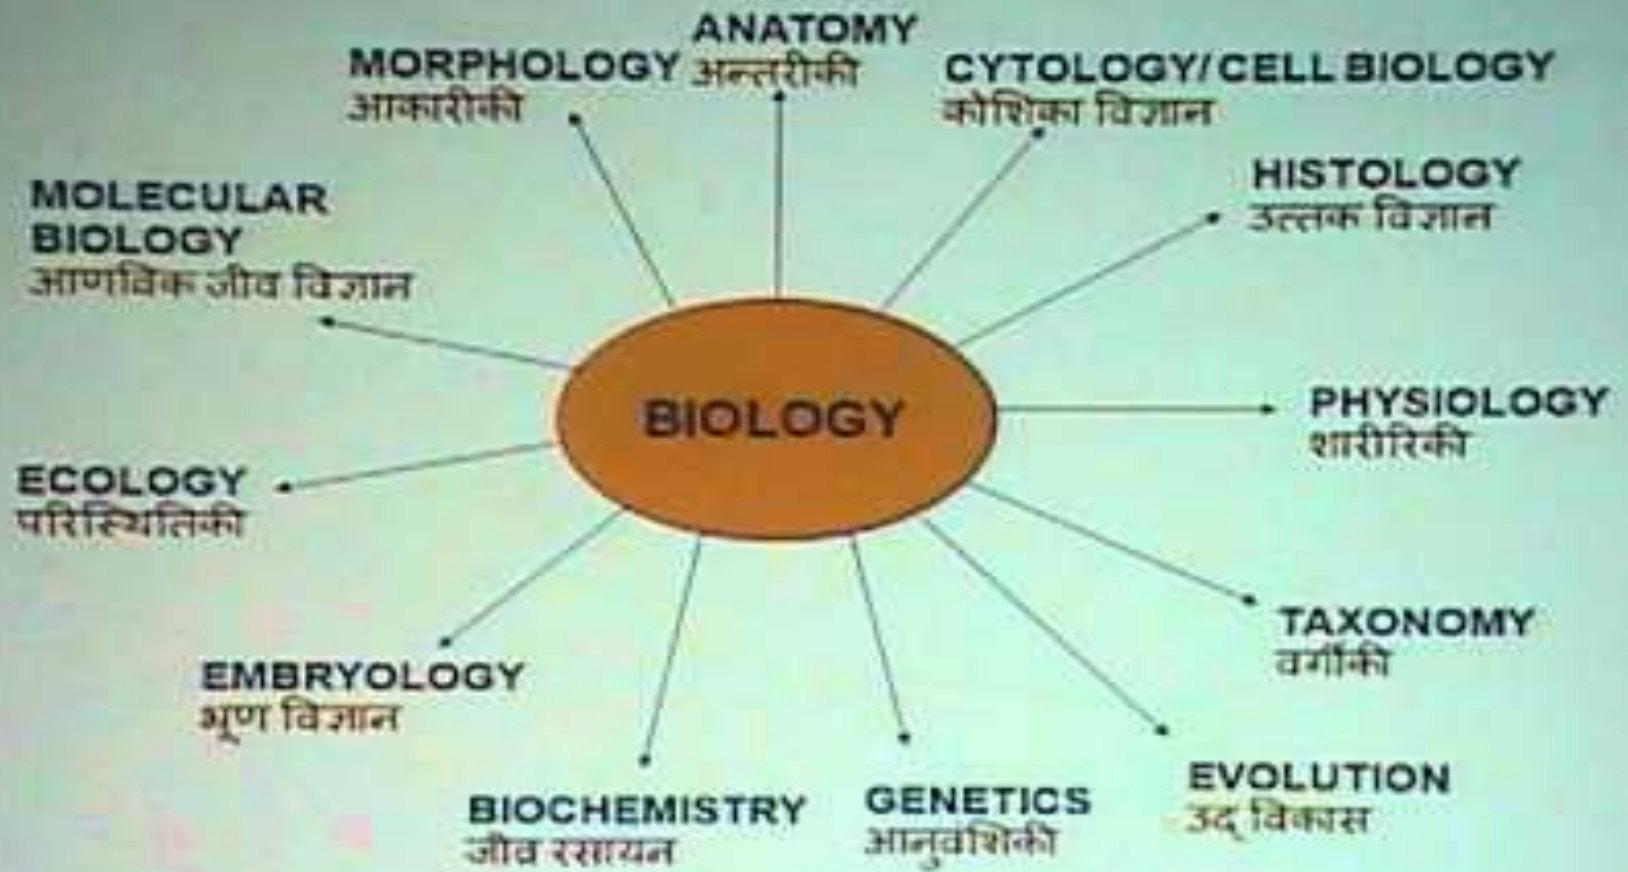 ANATOMY
अन्तरीकी
MORPHOLOGY
आकारीकी
CYTOLOGY/CELL BIOLOGY
कोशिका विज्ञान
HISTOLOGY
उत्तक विज्ञान
MOLECULAR
BIOLOGY
आणविक जीव विज्ञान
BIOLOGY
PHYSIOLOGY
शारीरिकी
ECOLOGY
परिस्थितिकी
TAXONOMY
वर्गीकी
EMBRYOLOGY
भूण विज्ञान
EVOLUTION
उद् विकास
BIOCHEMISTRY
जीव रसायन
GENETICS
आनुवंशिकी